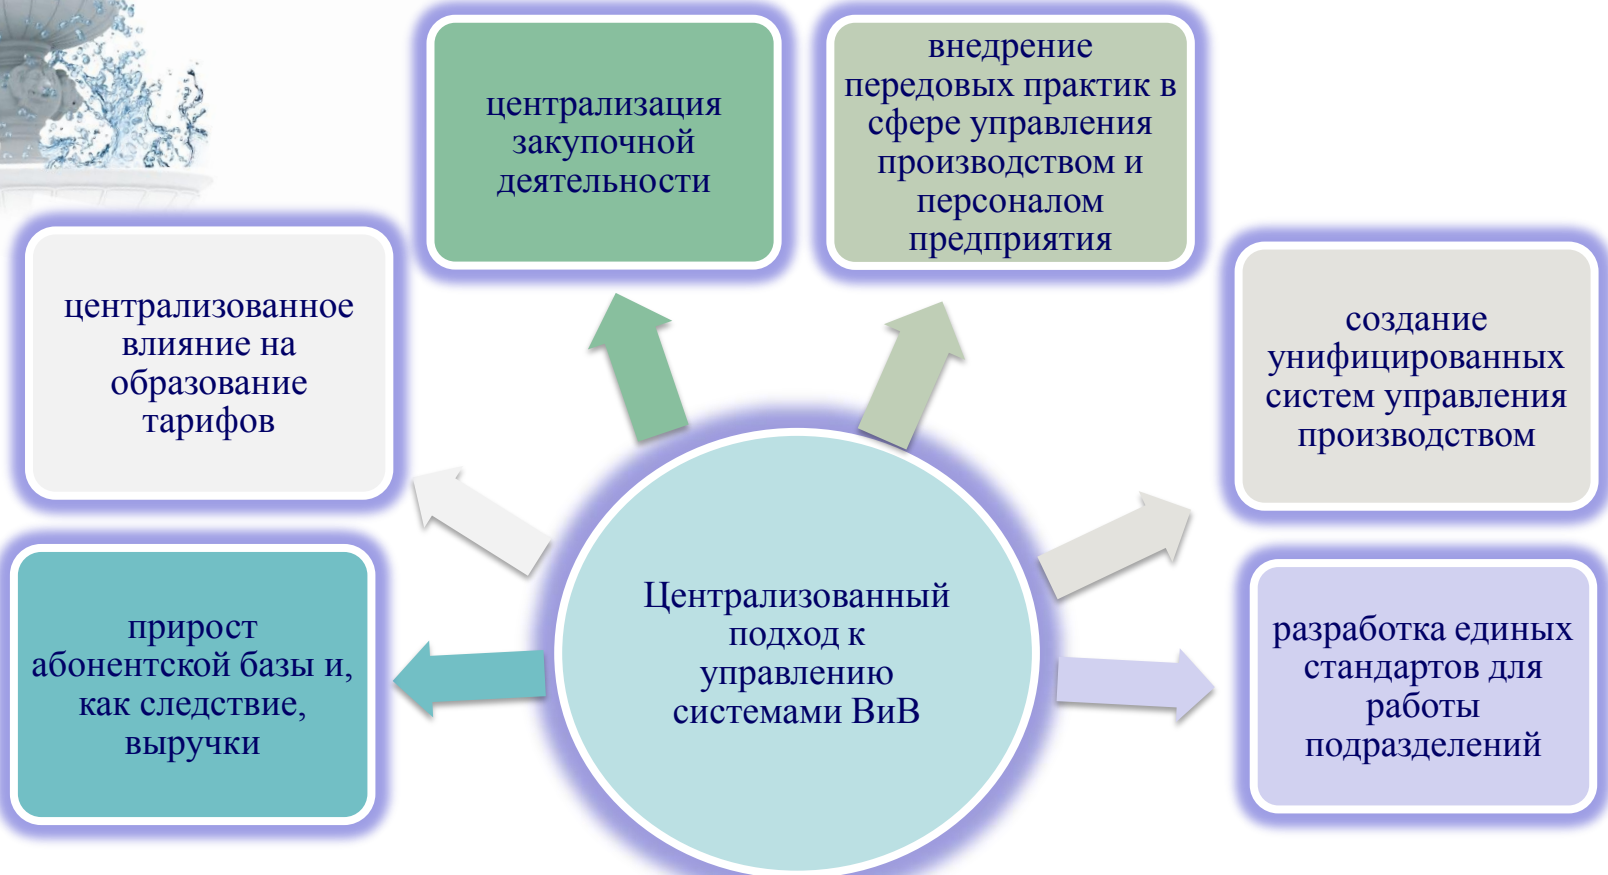 централизация
закупочной
деятельности
внедрение
передовых практик в
сфере управления
производством и
персоналом
предприятия
централизованное
влияние на
образование
тарифов
создание
унифицированных
систем управления
производством
прирост
абонентской базы и,
как следствие,
выручки
Централизованный
подход к
управлению
системами ВиВ
разработка единых
стандартов для
работы
подразделений